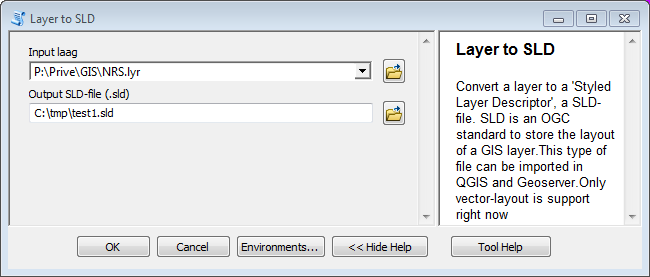 Layer to SLD
Input laag
P:\Prive\GIS\NRS.lyr
Output SLD-file (.sld)
C:\tmp\test1.sld
OK
Cancel
Environments...
<< Hide Help
Layer to SLD
Convert a layer to a 'Styled
Layer Descriptor', a SLD-
file. SLD is an OGC
standard to store the layout
of a GIS layer.This type of
file can be imported in
QGIS and Geoserver.Only
vector-layout is support
right now
Tool Help